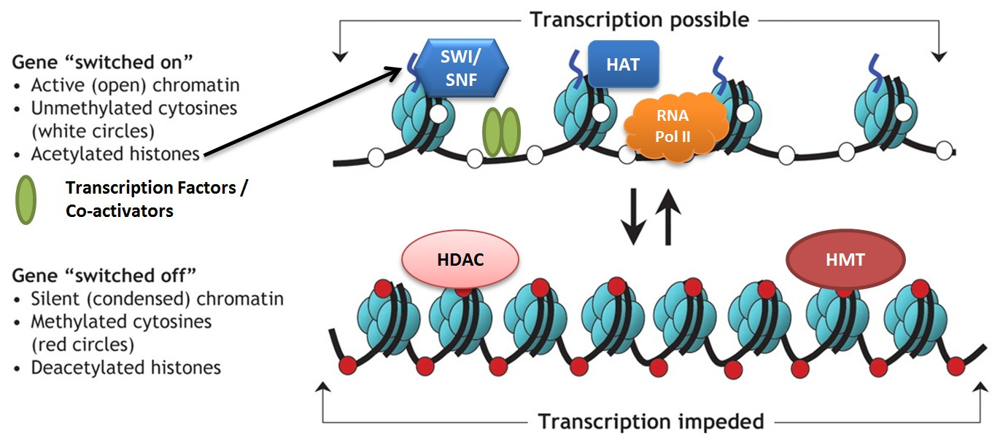 Transcription possible
Gene “switched on”
• Active (open) chromatin
• Unmethylated cytosines
(white circles)
• Acetylated histones
Transcription Factors /
Co-activators
SWI/
SNF
HAT
RNA
Pol II
HDAC
HMT
Gene “switched off”
• Silent (condensed) chromatin
• Methylated cytosines
(red circles)
• Deacetylated histones
Transcription impeded